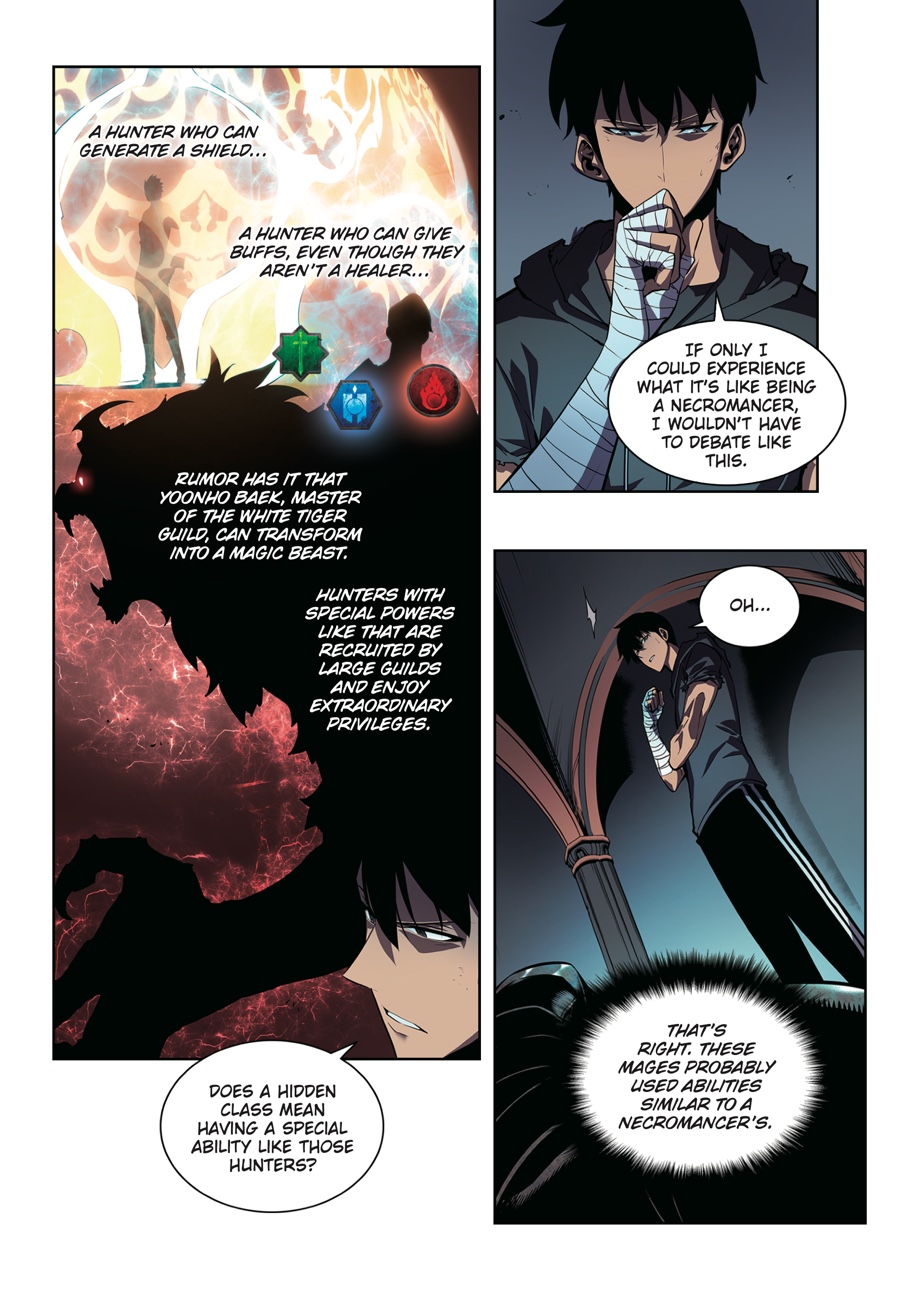 A HUNTER WHO CAN
GENERATE A SHIELD...
A HUNTER WHO CAN GIVE
BUFFS, EVEN THOUGH THEY
AREN'T A HEALER...
RUMOR HAS IT THAT
YOONHO BAEK, MASTER
OF THE WHITE TIGER
GUILD, CAN TRANSFORM
INTO A MAGIC BEAST.
HUNTERS WITH
SPECIAL POWERS
LIKE THAT ARE
RECRUITED BY
LARGE GUILDS
AND ENJOY
EXTRAORDINARY
PRIVILEGES.
DOES A HIDDEN
CLASS MEAN
HAVING A SPECIAL
ABILITY LIKE THOSE
HUNTERS?
IF ONLY I
COULD EXPERIENCE
WHAT IT'S LIKE BEING
A NECROMANCER,
I WOULDN'T HAVE
TO DEBATE LIKE
THIS.
OH...
THAT'S
RIGHT. THESE
MAGES PROBABLY
USED ABILITIES
SIMILAR TO A
NECROMANCER'S.